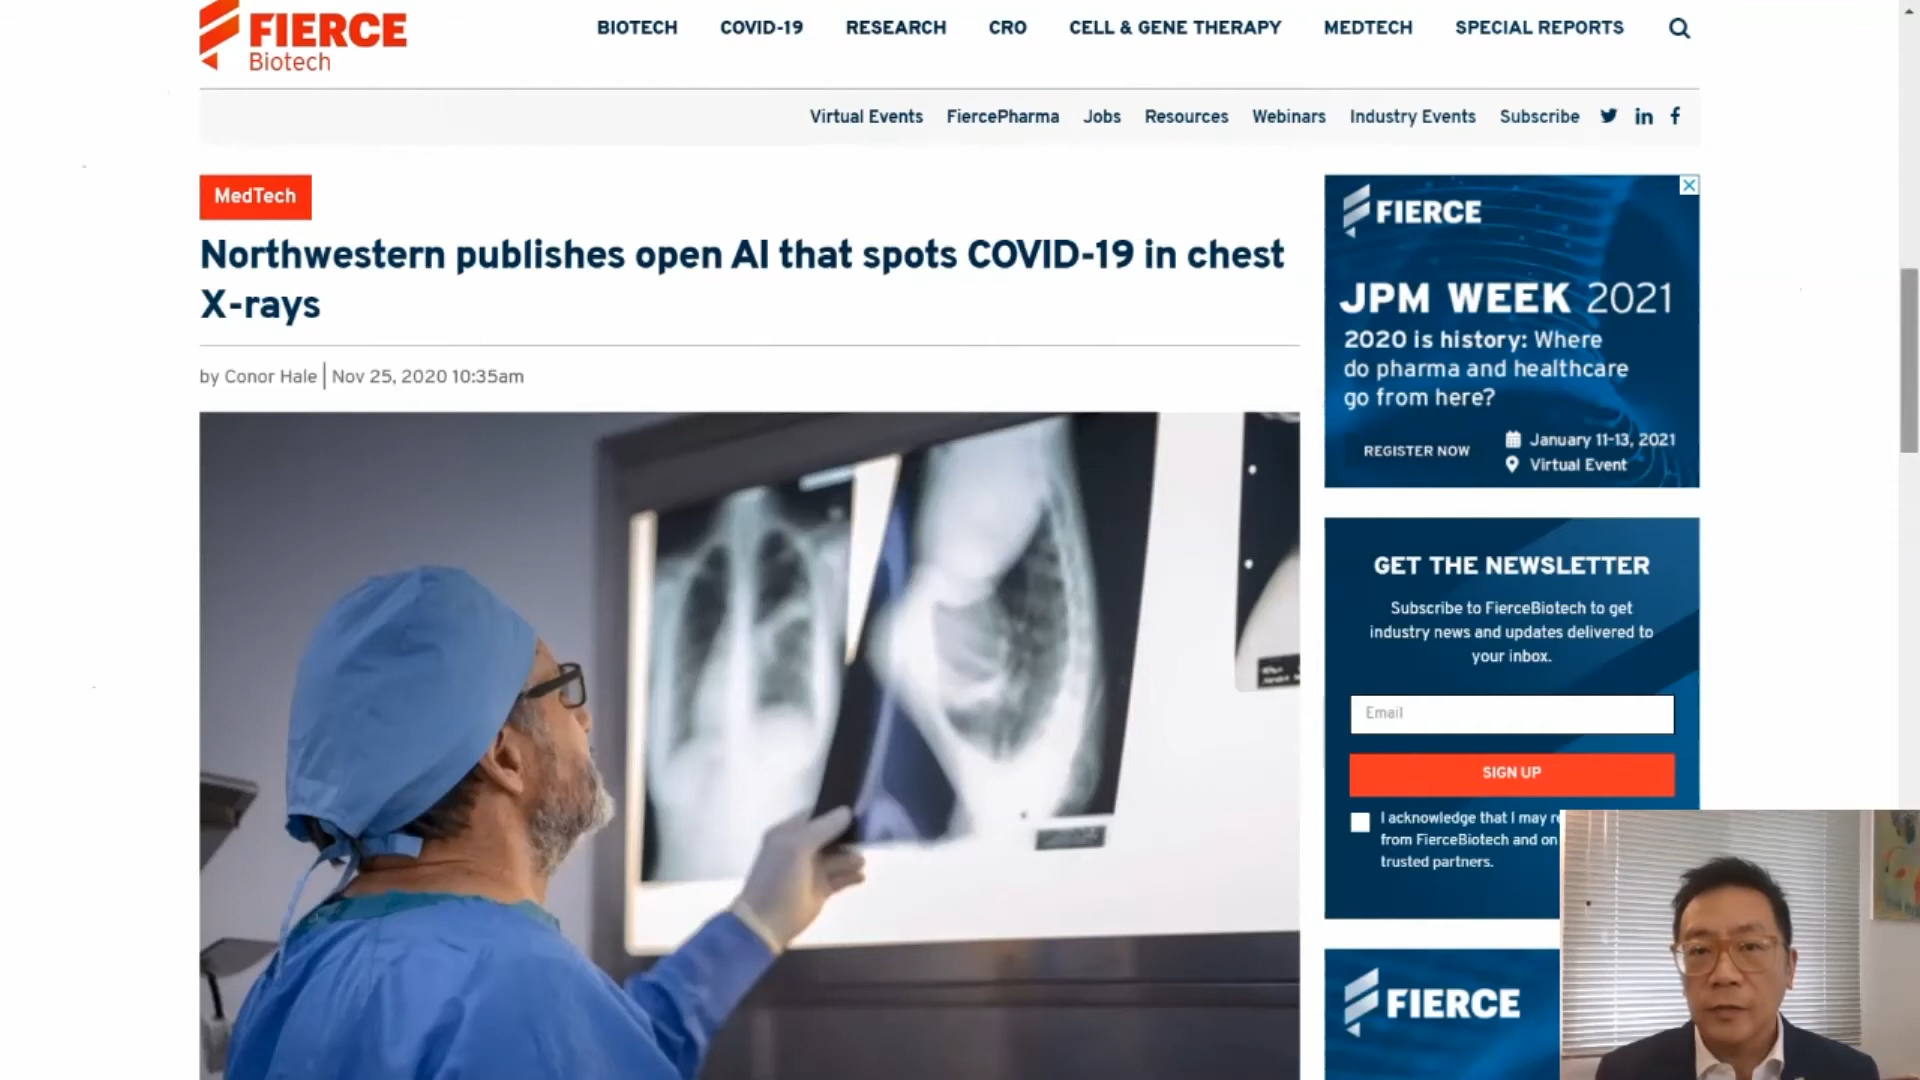 FIERCE
Biotech
BIOTECH COVID-19 RESEARCH CRO CELL & GENE THERAPY MEDTECH SPECIAL REPORTS
Virtual Events FiercePharma Jobs Resources Webinars Industry Events Subscribe
MedTech
Northwestern publishes open AI that spots COVID-19 in chest
X-rays
by Conor Hale | Nov 25, 2020 10:35am
FIERCE
JPM WEEK 2021
2020 is history: Where
do pharma and healthcare
go from here?
REGISTER NOW
January 11-13, 2021
Virtual Event
GET THE NEWSLETTER
Subscribe to FierceBiotech to get
industry news and updates delivered to
your inbox.
Email
SIGN UP
I acknowledge that I may
from FierceBiotech and on
trusted partners.
FIERCE